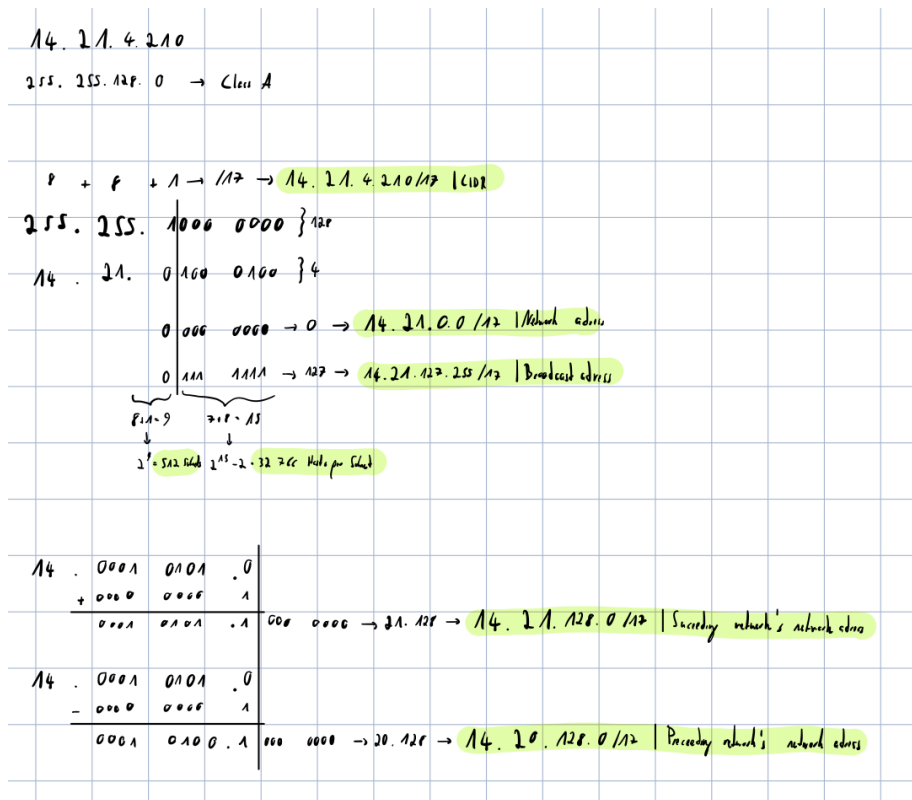 14. 21. 4. 210
255. 255. 128. 0 → Class A
8 + 8 + 1 → /17 → 14. 21. 4. 210/17 | CIDR
255. 255. 1000 0000 } 128
14 . 21. 0 100 0100 } 4
0 000 0000 → 0 → 14. 21. 0. 0 /17 | Network adress
0 111 1111 → 127 → 14. 21. 127. 255 /17 | Broadcast adress
8+1=9 7+8=15
↓ ↓
2⁹ = 512 Subnets 2¹⁵ - 2 = 32 766 Hosts per Subnet
14 . 0001 0101 .0
+ 0000 0000 1
0001 0101 .1 000 0000 → 21. 128 → 14. 21. 128. 0 /17 | Succeeding network's network adress
14 . 0001 0101 .0
- 0000 0000 1
0001 0100 .1 000 0000 → 20. 128 → 14. 20. 128. 0 /17 | Preceeding network's network adress